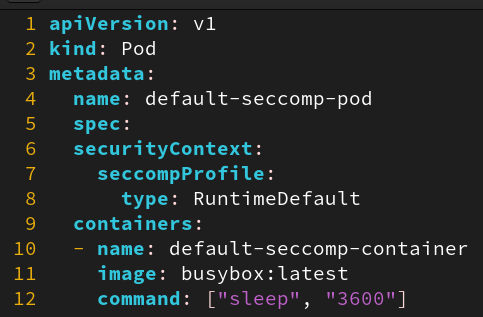 1 apiVersion: v1
2 kind: Pod
3 metadata:
4   name: default-seccomp-pod
5   spec:
6   securityContext:
7     seccompProfile:
8       type: RuntimeDefault
9   containers:
10   - name: default-seccomp-container
11     image: busybox:latest
12     command: ["sleep", "3600"]